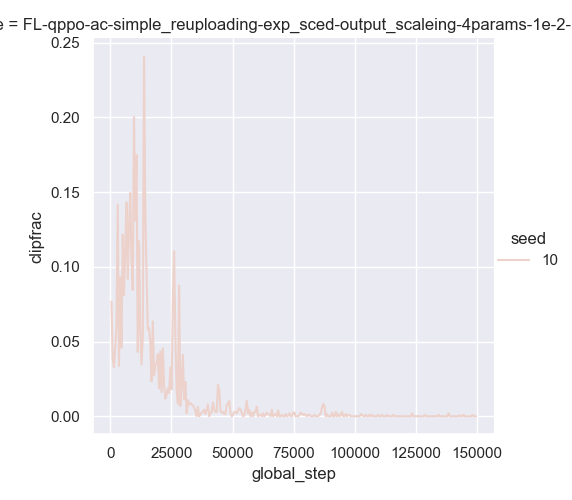 e = FL-qppo-ac-simple_reuploading-exp_sced-output_scaleing-4params-1e-2-
0.25
0.20
0.15
0.10
0.05
0.00
clipfrac
0 25000 50000 75000 100000 125000 150000
global_step
seed
10